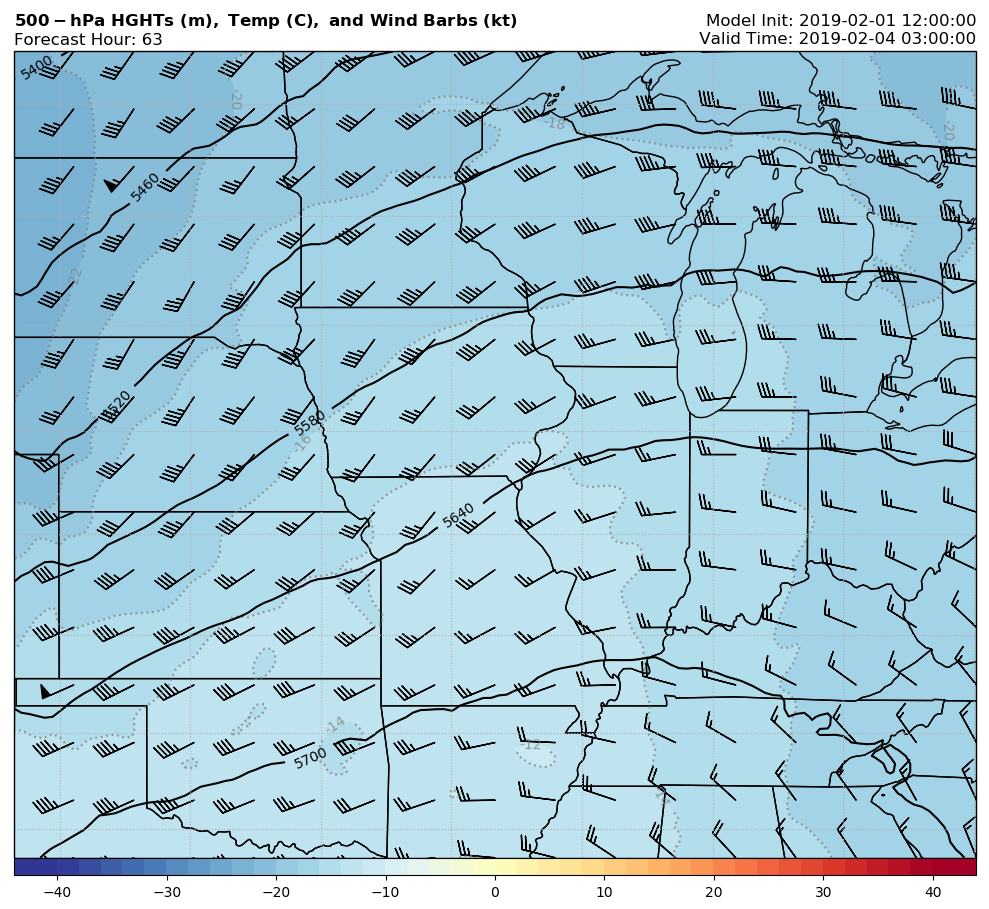 500-hPa HGHTs (m), Temp (C), and Wind Barbs (kt)
Model Init: 2019-02-01 12:00:00
Forecast Hour: 63
Valid Time: 2019-02-04 03:00:00
5400
-20
-18
-20
5460
-22
5520
5580
-16
5640
-14
-12
5700
-14
−40 −30 −20 −10 0 10 20 30 40